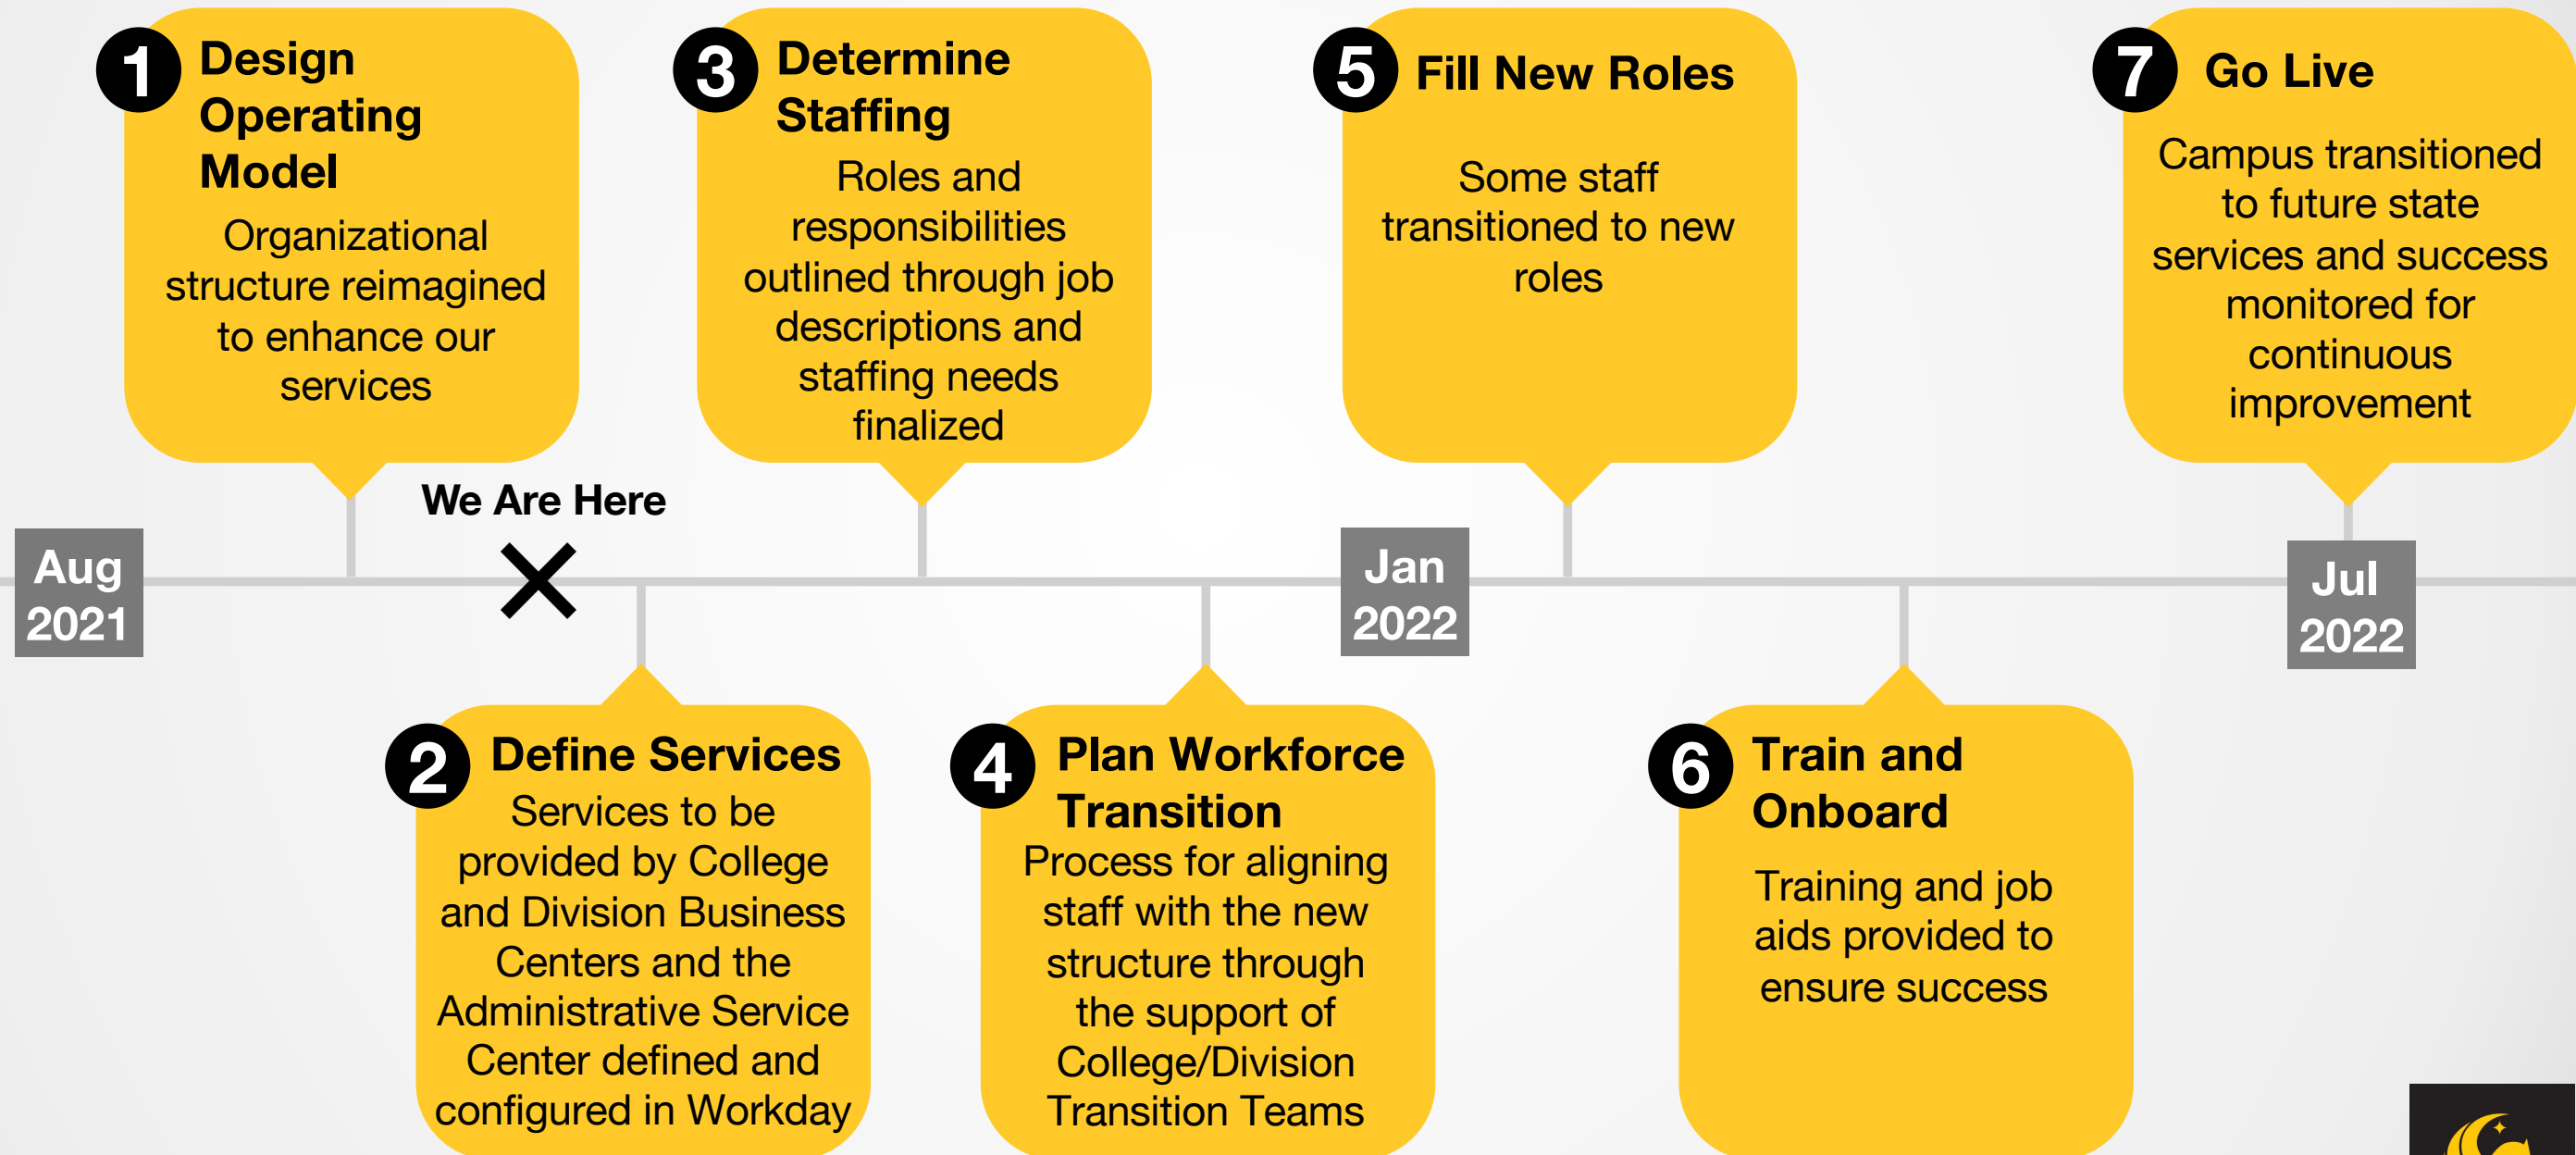 1
Design
Operating
Model
Organizational
structure reimagined
to enhance our
services
3
Determine
Staffing
Roles and
responsibilities
outlined through job
descriptions and
staffing needs
finalized
5
Fill New Roles
Some staff
transitioned to new
roles
7
Go Live
Campus transitioned
to future state
services and success
monitored for
continuous
improvement
We Are Here
Aug
2021
Jan
2022
Jul
2022
2
Define Services
Services to be
provided by College
and Division Business
Centers and the
Administrative Service
Center defined and
configured in Workday
4
Plan Workforce
Transition
Process for aligning
staff with the new
structure through
the support of
College/Division
Transition Teams
6
Train and
Onboard
Training and job
aids provided to
ensure success